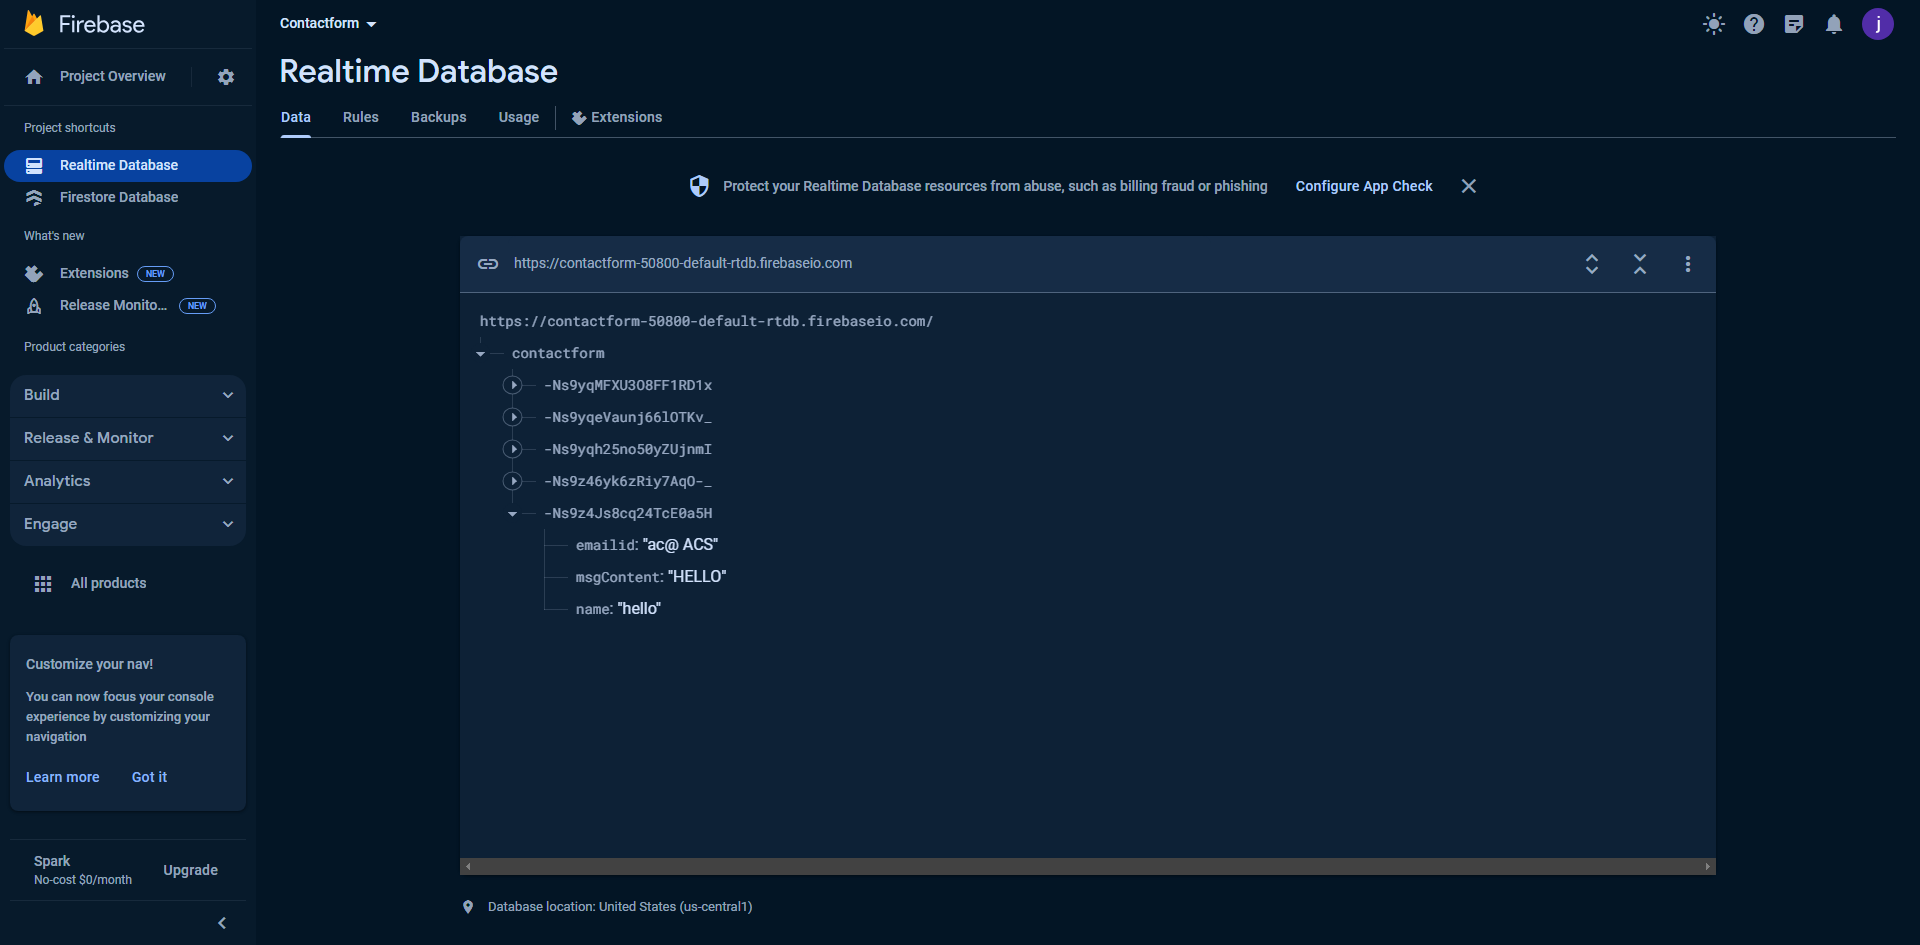 Firebase
Project Overview
Project shortcuts
Realtime Database
Firestore Database
What's new
Extensions NEW
Release Monito... NEW
Product categories
Build
Release & Monitor
Analytics
Engage
All products
Customize your nav!
You can now focus your console
experience by customizing your
navigation
Learn more Got it
Spark
No-cost $0/month
Upgrade
Contactform
j
Realtime Database
Data Rules Backups Usage Extensions
Protect your Realtime Database resources from abuse, such as billing fraud or phishing Configure App Check
https://contactform-50800-default-rtdb.firebaseio.com
https://contactform-50800-default-rtdb.firebaseio.com/
contactform
-Ns9yqMFXU3O8FF1RD1x
-Ns9yqeVaunj66lOTKv_
-Ns9yqh25no50yZUjnmI
-Ns9z46yk6zRiy7AqO-_
-Ns9z4Js8cq24TcE0a5H
emailid: "ac@ ACS"
msgContent: "HELLO"
name: "hello"
Database location: United States (us-central1)